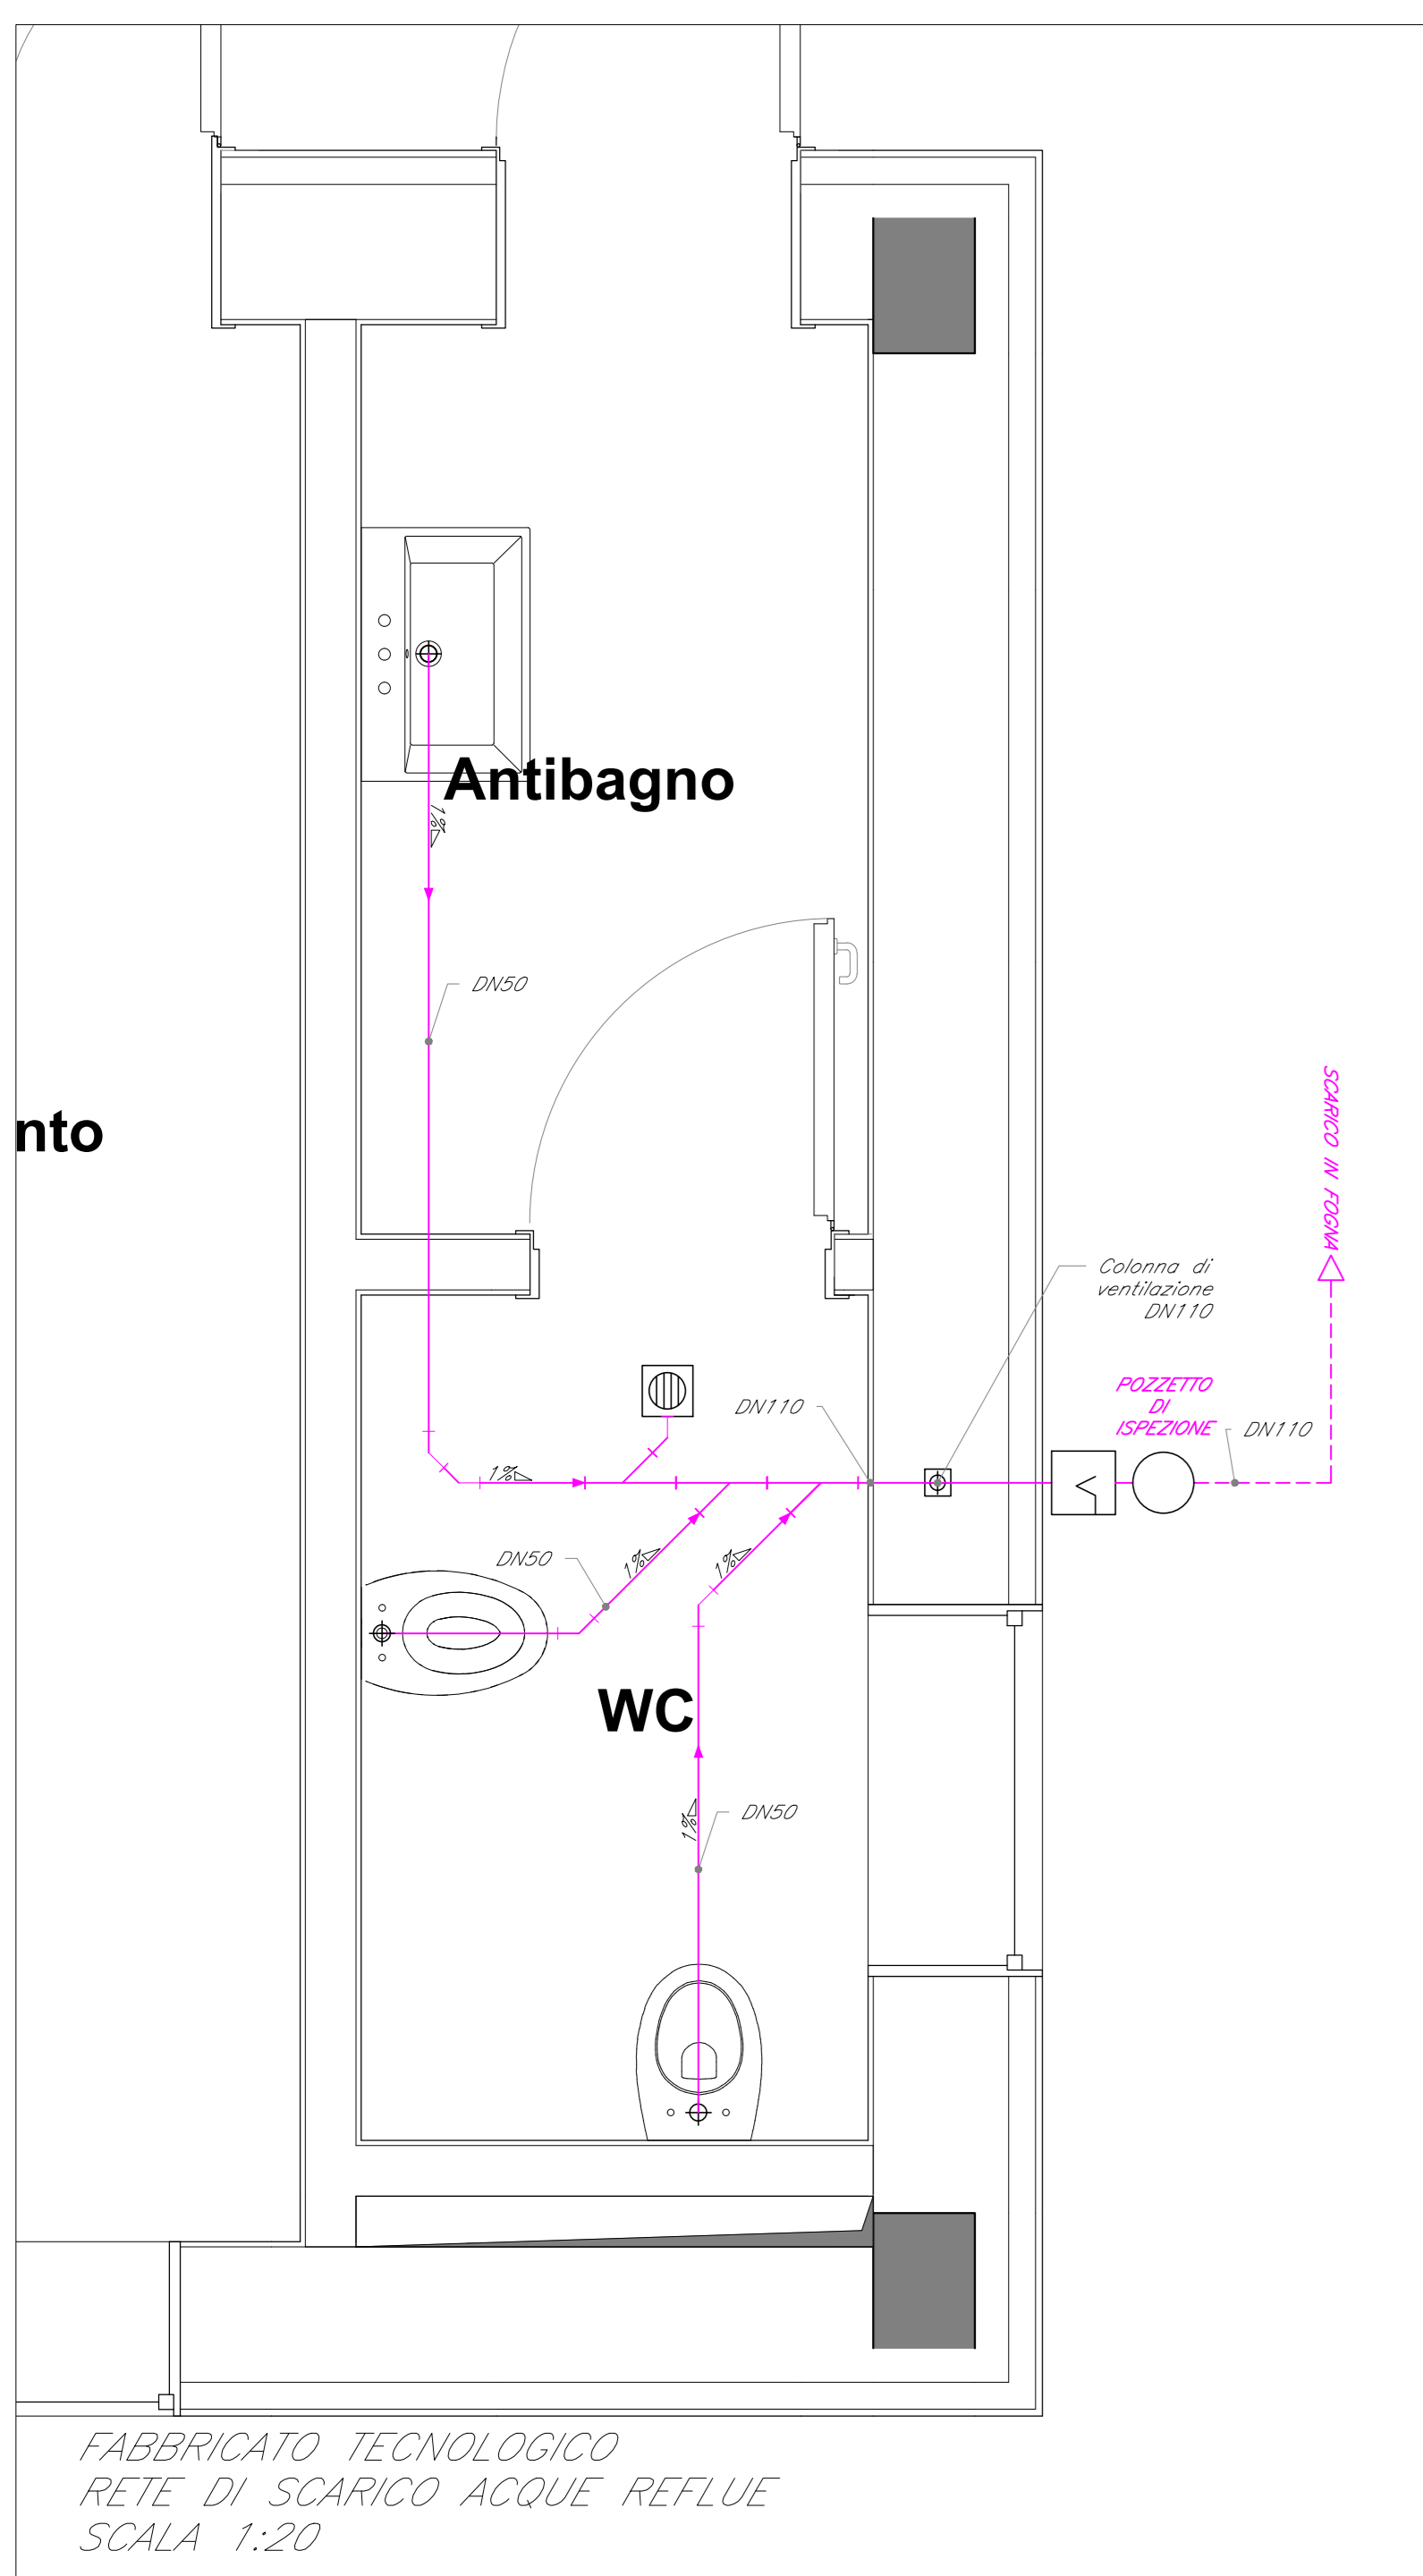 Antibagno
1%
DN50
nto
SCARICO IN FOGNA
Colonna di
ventilazione
DN110
POZZETTO
DI
ISPEZIONE
DN110
DN110
1%
DN50
1%
1%
WC
1%
DN50
FABBRICATO TECNOLOGICO
RETE DI SCARICO ACQUE REFLUE
SCALA 1:20